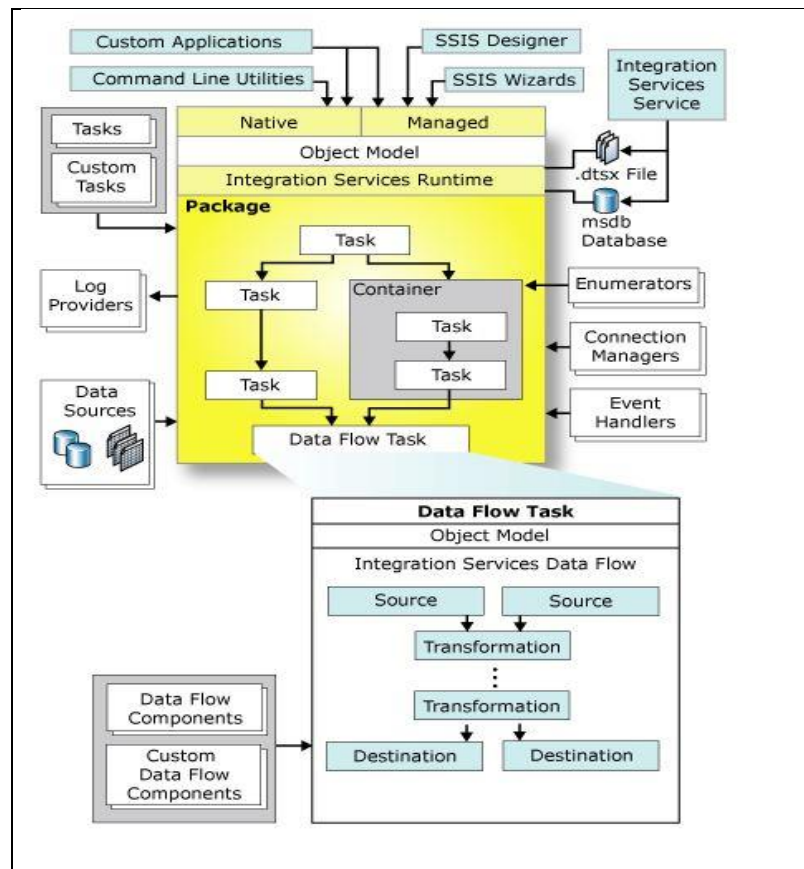 Custom Applications
SSIS Designer
Command Line Utilities
SSIS Wizards
Integration
Services
Service
Tasks
Custom
Tasks
Native
Managed
Object Model
Integration Services Runtime
.dtsx File
msdb
Database
Package
Task
Log
Providers
Task
Container
Task
Task
Task
Enumerators
Connection
Managers
Event
Handlers
Data
Sources
Data Flow Task
Data Flow Task
Object Model
Integration Services Data Flow
Source
Source
Transformation
Transformation
Destination
Destination
Data Flow
Components
Custom
Data Flow
Components